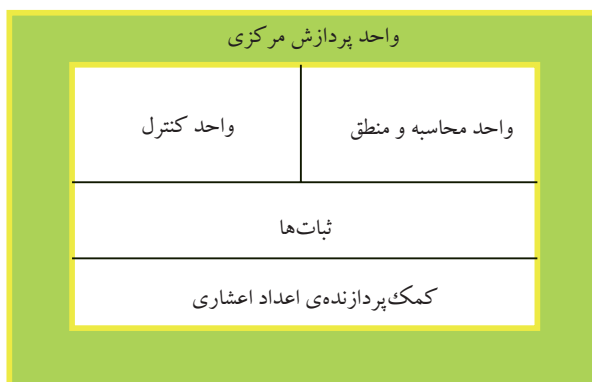 واحد پردازش مرکزی
واحد محاسبه و منطق
واحد کنترل
ثبات‌ها
کمک‌پردازنده‌ی اعداد اعشاری